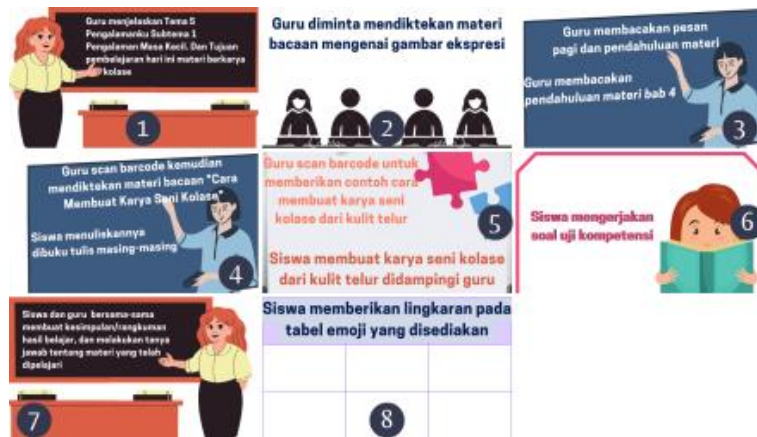 Guru menjelaskan Tema 5
Pengalamanku Subtema 1
Pengalaman Masa Kecil. Dan Tujuan
pembelajaran hari ini materi berkarya
kolase
1
Guru diminta mendiktekan materi
bacaan mengenai gambar ekspresi
2
Guru membacakan pesan
pagi dan pendahuluan materi
Guru membacakan
pendahuluan materi bab 4
3
Guru scan barcode kemudian
mendiktekan materi bacaan "Cara
Membuat Karya Seni Kolase"
Siswa menuliskannya
dibuku tulis masing-masing
4
Guru scan barcode untuk
memberikan contoh cara
membuat karya seni
kolase dari kulit telur
5
Siswa membuat karya seni kolase
dari kulit telur didampingi guru
Siswa mengerjakan
soal uji kompetensi
6
Siswa dan guru bersama-sama
membuat kesimpulan/rangkuman
hasil belajar, dan melakukan tanya
jawab tentang materi yang telah
dipelajari
7
Siswa memberikan lingkaran pada
tabel emoji yang disediakan
8